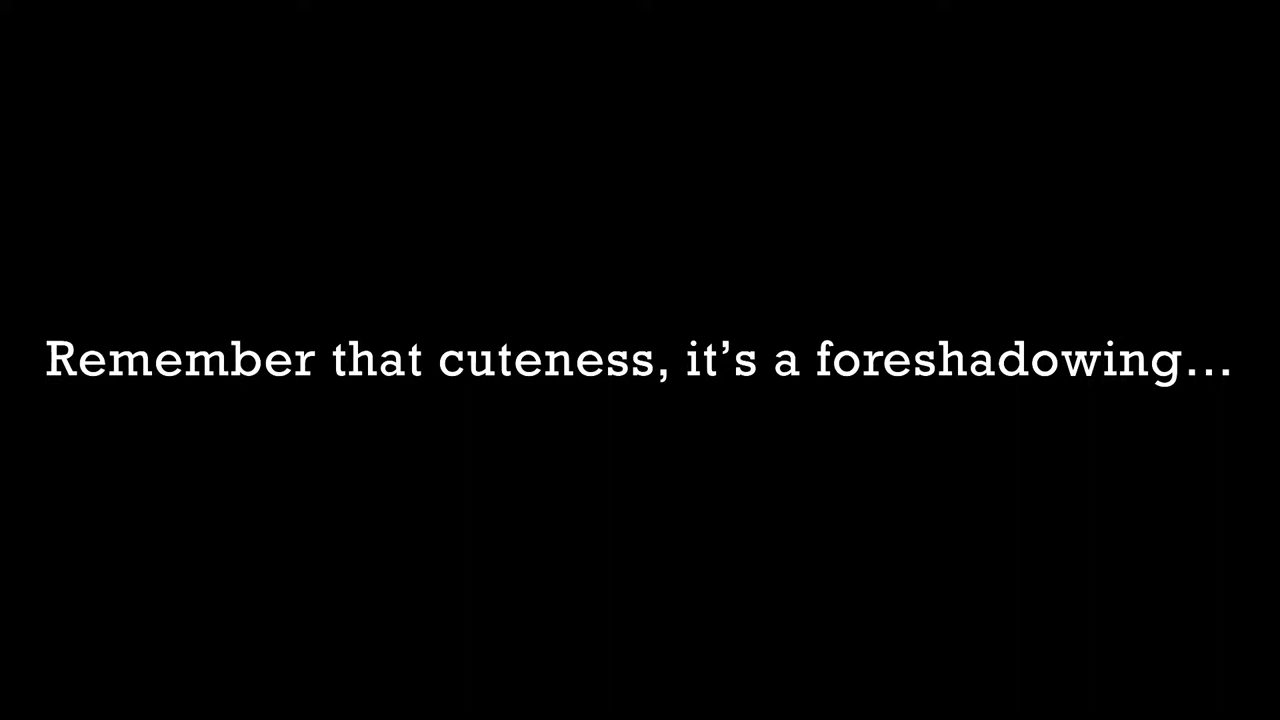 Remember that cuteness, it’s a foreshadowing…